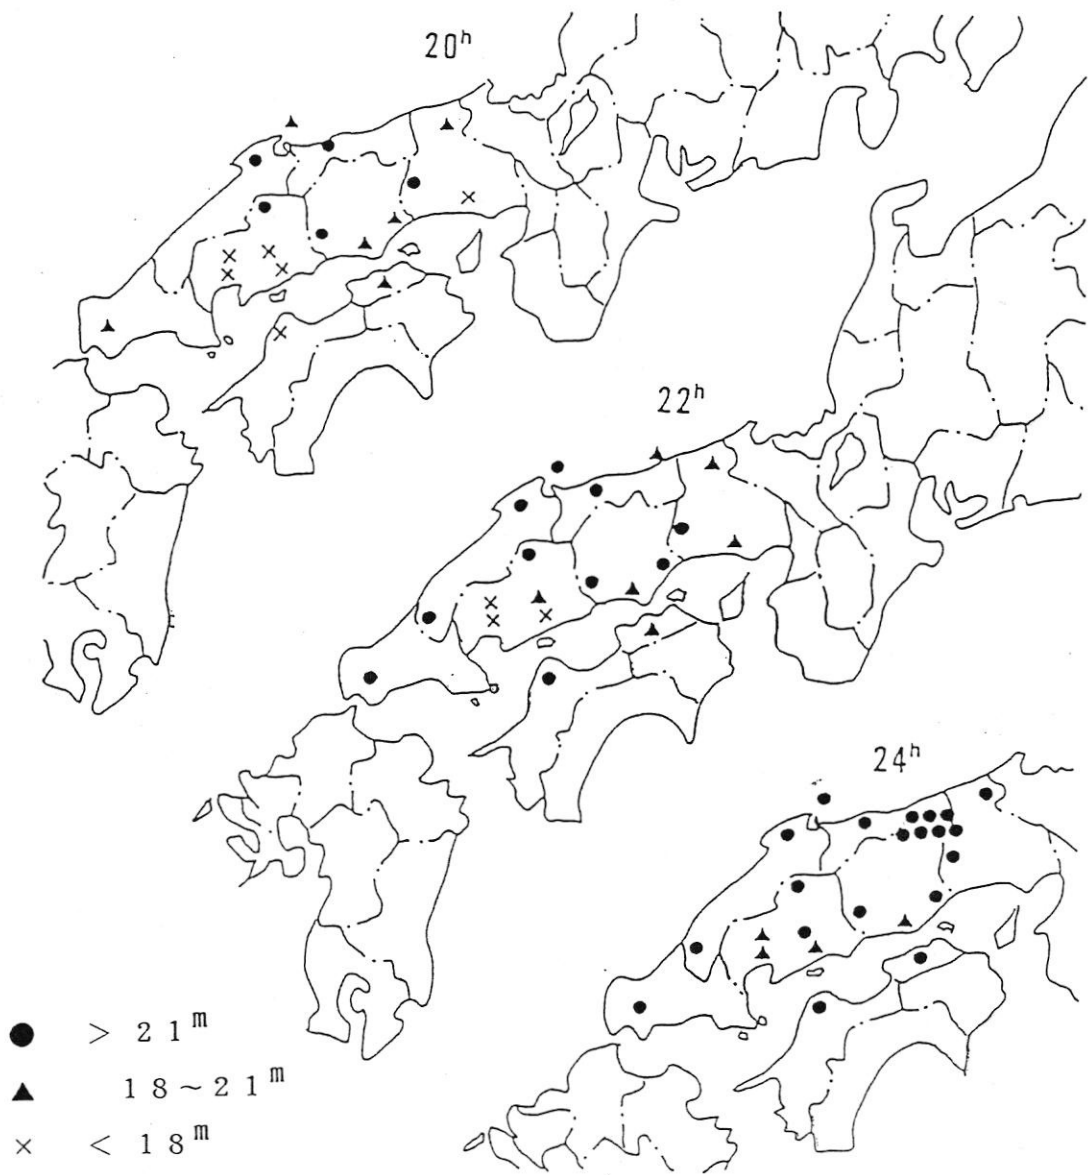 20ʰ
22ʰ
24ʰ
● > 21ᵐ
▲ 18~21ᵐ
× < 18ᵐ